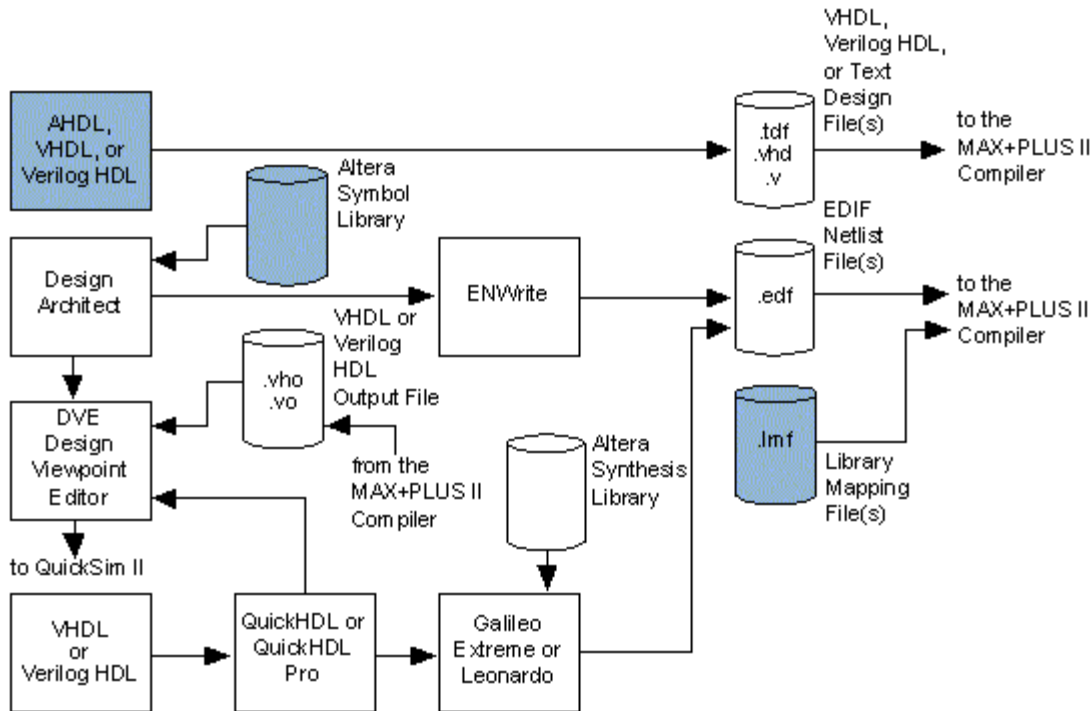 VHDL,
Verilog HDL,
or Text
Design
File(s)
AHDL,
VHDL, or
Verilog HDL
.tdf
.vhd
.v
to the
MAX+PLUS II
Compiler
Altera
Symbol
Library
EDIF
Netlist
File(s)
Design
Architect
ENWrite
.edf
to the
MAX+PLUS II
Compiler
VHDL or
Verilog
HDL
Output File
.vho
.vo
DVE
Design
Viewpoint
Editor
from the
MAX+PLUS II
Compiler
Altera
Synthesis
Library
.lmf
Library
Mapping
File(s)
to QuickSim II
VHDL
or
Verilog HDL
QuickHDL or
QuickHDL
Pro
Galileo
Extreme or
Leonardo